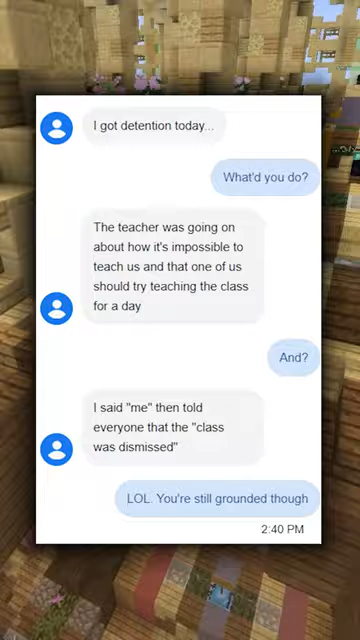 I got detention today...
What'd you do?
The teacher was going on
about how it's impossible to
teach us and that one of us
should try teaching the class
for a day
And?
I said "me" then told
everyone that the "class
was dismissed"
LOL. You're still grounded though
2:40 PM